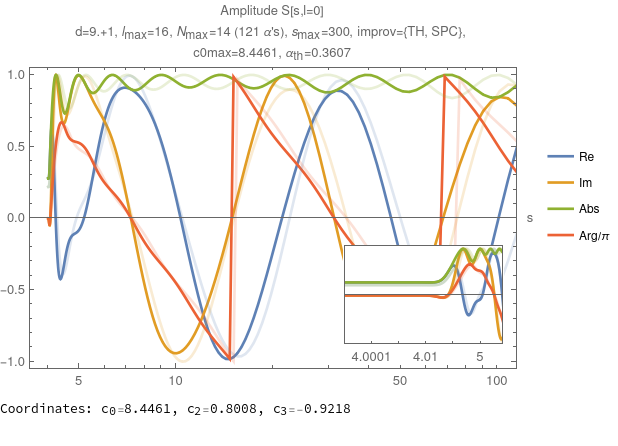 Amplitude S[s,l=0]
d=9.+1, lmax=16, Nmax=14 (121 α's), smax=300, improv={TH, SPC},
c0max=8.4461, αth=0.3607
1.0
0.5
0.0
−0.5
−1.0
5 10 50 100
s
4.0001 4.01 5
Re
Im
Abs
Arg/π
Coordinates: c0=8.4461, c2=0.8008, c3=-0.9218